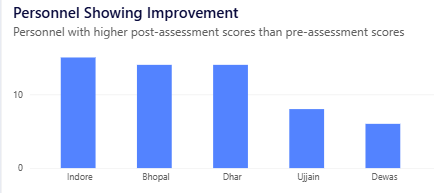 Personnel Showing Improvement
Personnel with higher post-assessment scores than pre-assessment scores
10
0
Indore Bhopal Dhar Ujjain Dewas